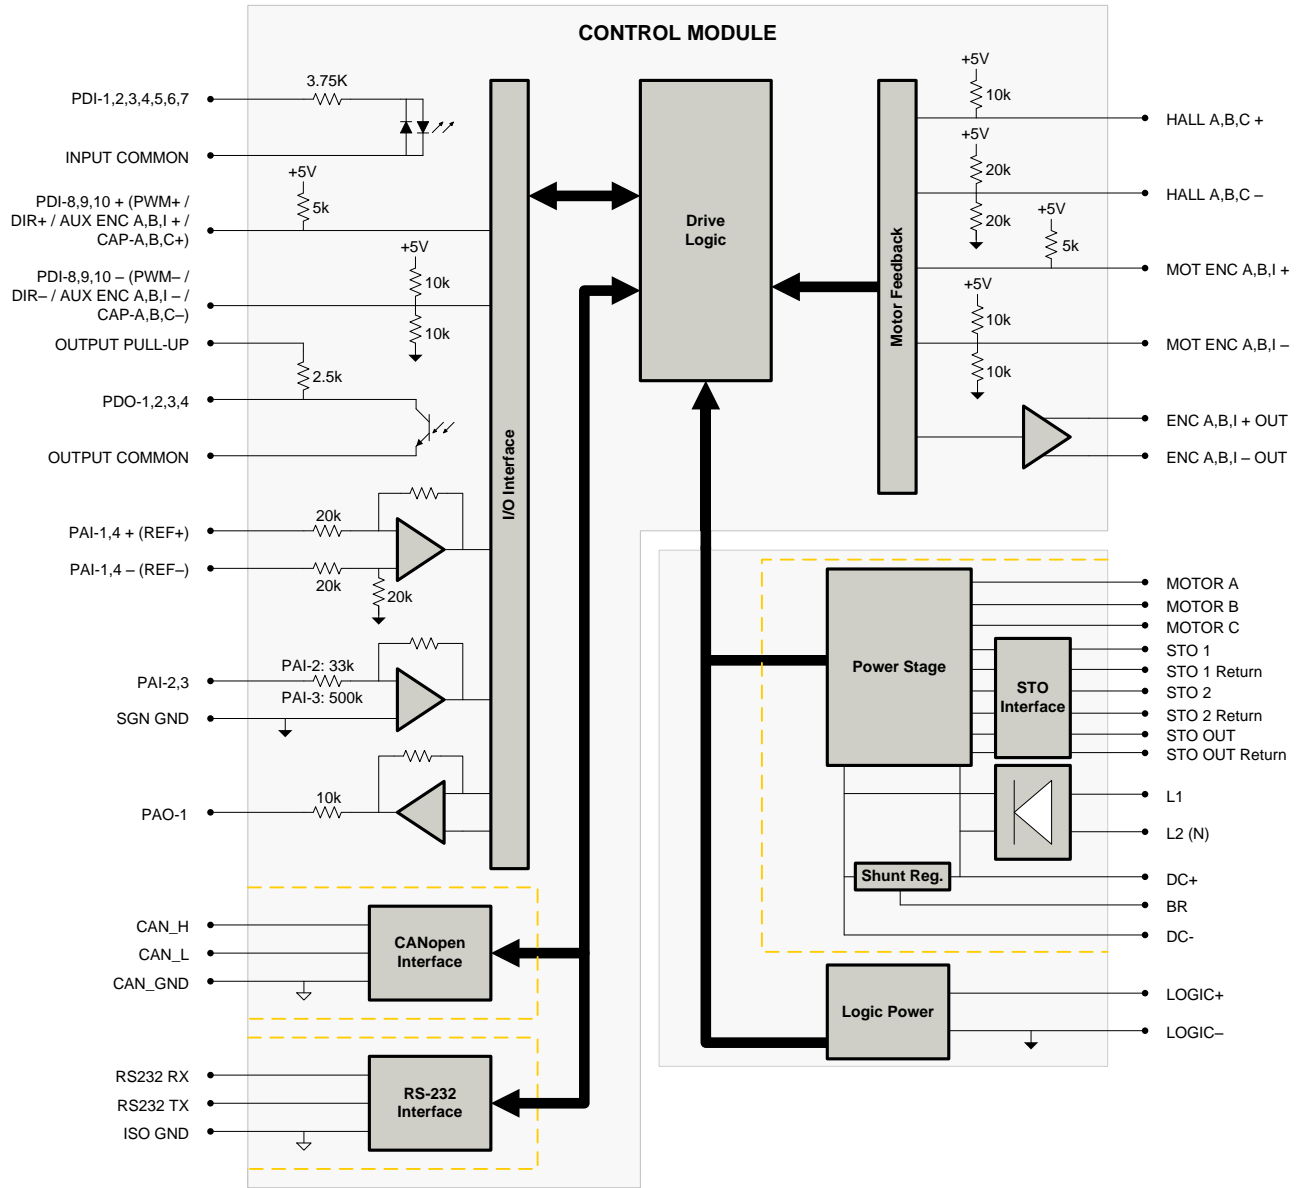 CONTROL MODULE
PDI-1,2,3,4,5,6,7
3.75K
INPUT COMMON
+5V
5k
PDI-8,9,10 + (PWM+ /
DIR+ / AUX ENC A,B,I + /
CAP-A,B,C+)
+5V
10k
10k
PDI-8,9,10 – (PWM– /
DIR– / AUX ENC A,B,I – /
CAP-A,B,C–)
OUTPUT PULL-UP
2.5k
PDO-1,2,3,4
OUTPUT COMMON
PAI-1,4 + (REF+)
20k
PAI-1,4 – (REF–)
20k
20k
PAI-2,3
PAI-2: 33k
PAI-3: 500k
SGN GND
PAO-1
10k
I/O Interface
CAN_H
CAN_L
CAN_GND
CANopen
Interface
RS232 RX
RS232 TX
ISO GND
RS-232
Interface
Drive
Logic
Motor Feedback
+5V
10k
HALL A,B,C +
+5V
20k
20k
HALL A,B,C –
+5V
5k
MOT ENC A,B,I +
+5V
10k
10k
MOT ENC A,B,I –
ENC A,B,I + OUT
ENC A,B,I – OUT
Power Stage
MOTOR A
MOTOR B
MOTOR C
STO
Interface
STO 1
STO 1 Return
STO 2
STO 2 Return
STO OUT
STO OUT Return
L1
L2 (N)
Shunt Reg.
DC+
BR
DC-
Logic Power
LOGIC+
LOGIC–